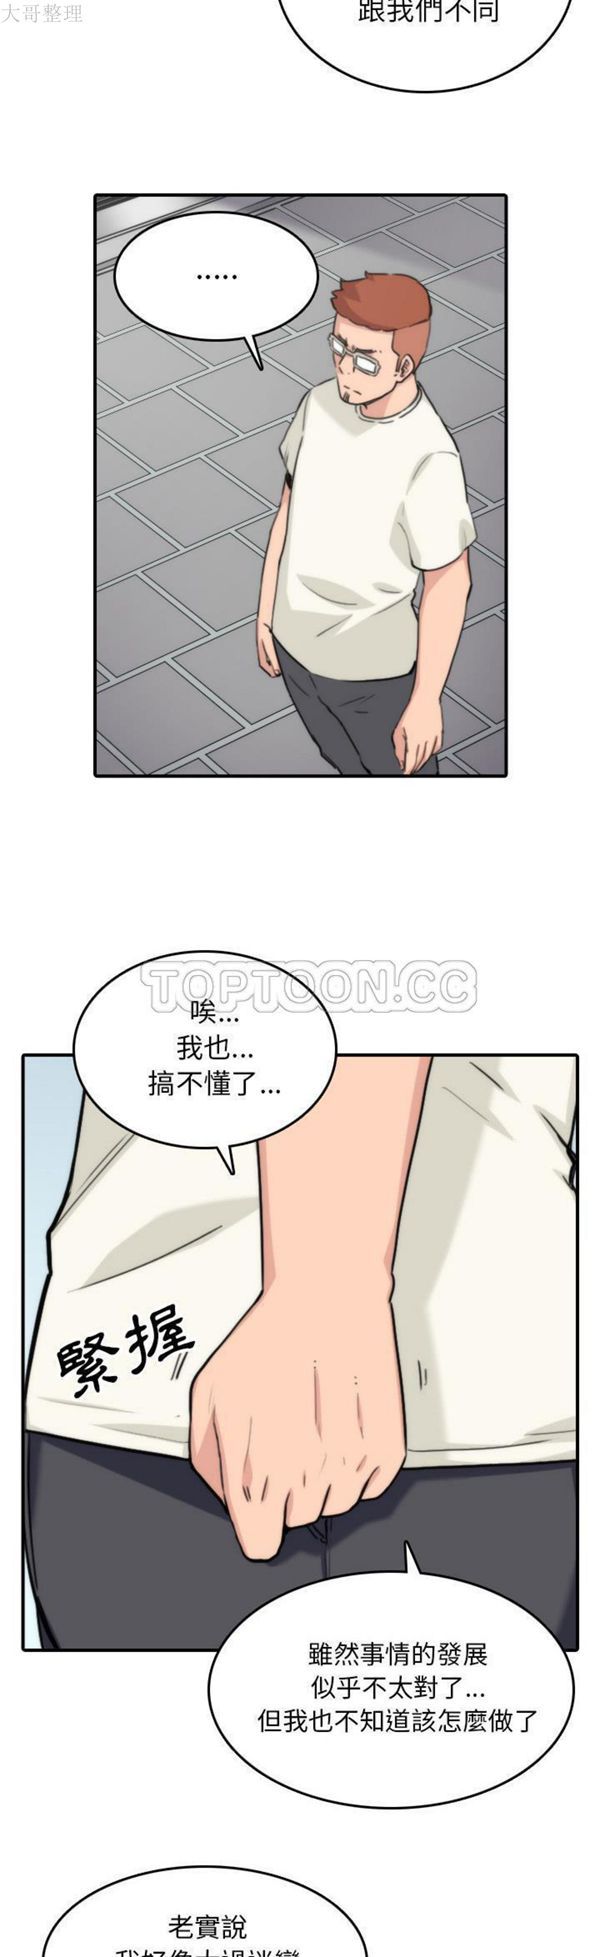 大哥整理
跟我們不同
.....
TOPTOON.CC
唉...
我也...
搞不懂了...
緊握
雖然事情的發展
似乎不太對了...
但我也不知道該怎麼做了
老實說